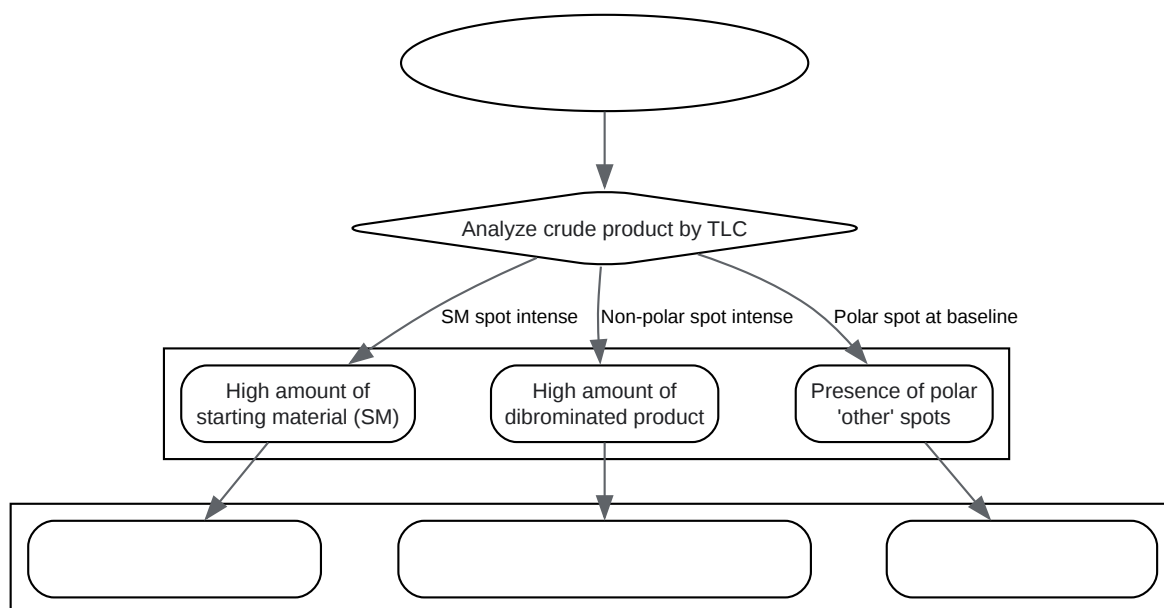 Analyze crude product by TLC
SM spot intense
Non-polar spot intense
Polar spot at baseline
High amount of
starting material (SM)
High amount of
dibrominated product
Presence of polar
'other' spots